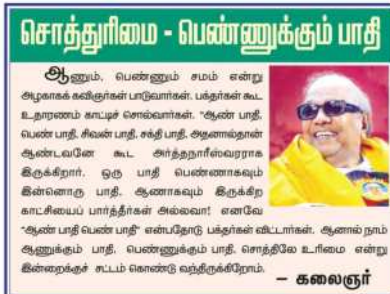 சொத்துரிமை - பெண்ணுக்கும் பாதி
ஆணும், பெண்ணும் சமம் என்று
அழகாகக் கவிஞர்கள் பாடுவார்கள். பக்தர்கள் கூட
உதாரணம் காட்டிச் சொல்வார்கள். "ஆண் பாதி,
பெண் பாதி, சிவன் பாதி, சக்தி பாதி. அதனால்தான்
ஆண்டவனே கூட அர்த்தநாரீஸ்வரராக
இருக்கிறார். ஒரு பாதி பெண்ணாகவும்
இன்னொரு பாதி, ஆணாகவும் இருக்கிற
காட்சியைப் பார்த்தீர்கள் அல்லவா! எனவே
"ஆண் பாதி பெண் பாதி" என்பதோடு பக்தர்கள் விட்டார்கள். ஆனால் நாம்
ஆணுக்கும் பாதி, பெண்ணுக்கும் பாதி, சொத்திலே உரிமை என்று
இன்றைக்குச் சட்டம் கொண்டு வந்திருக்கிறோம்.
– கலைஞர்